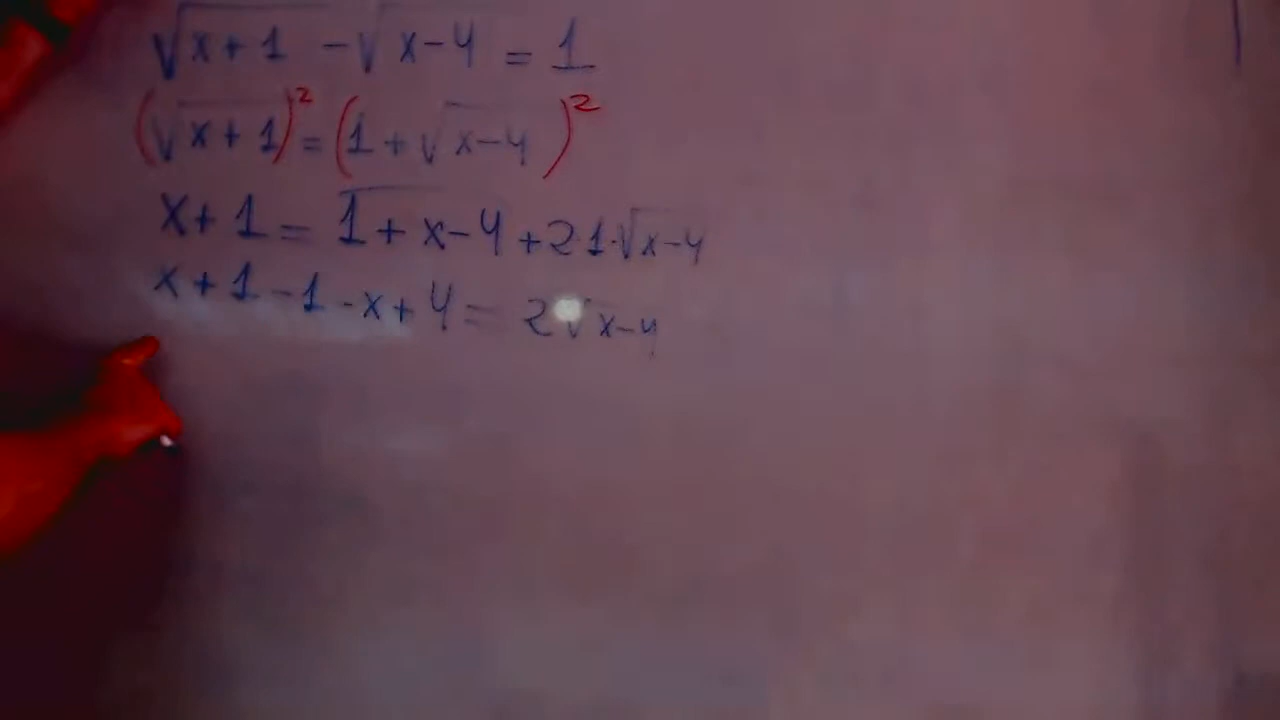 √x+1 - √x-4 = 1
(√x+1)² = (1+√x-4)²
x+1 = 1+x-4 +2·1·√x-4
x+1-1-x+4 = 2√x-4